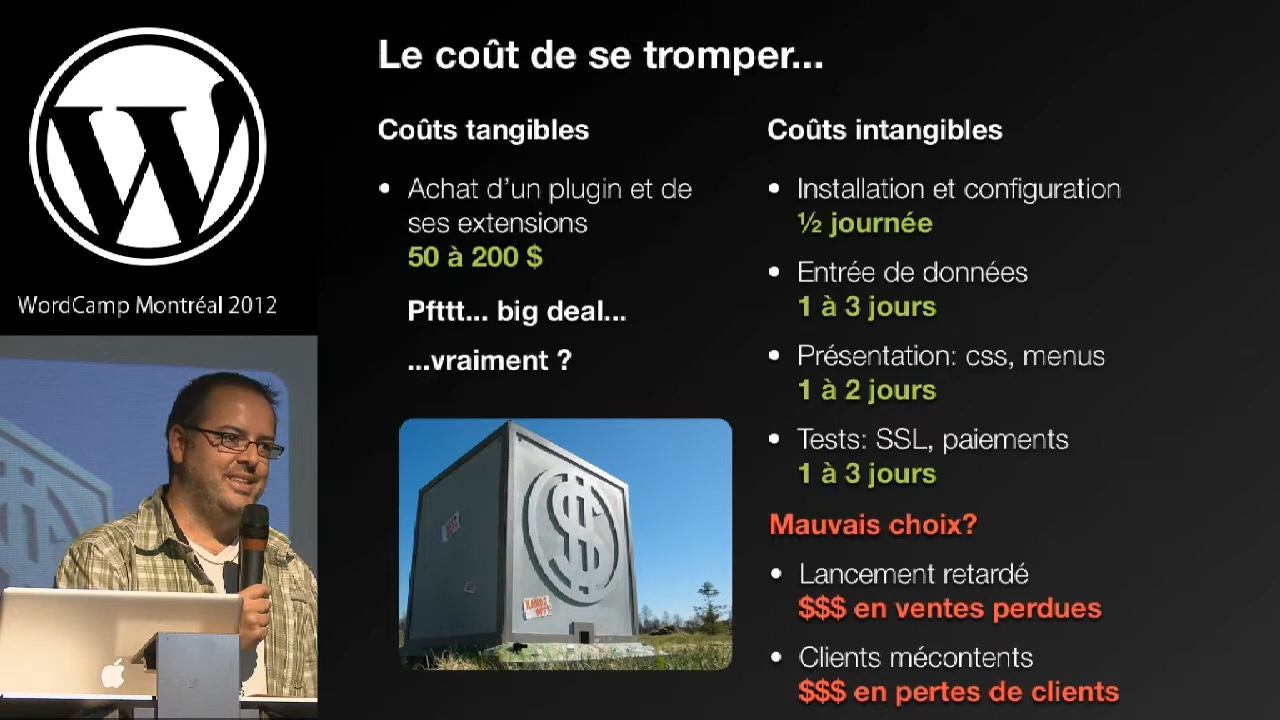 WordCamp Montréal 2012
Le coût de se tromper...
Coûts tangibles
• Achat d'un plugin et de
ses extensions
50 à 200 $
Pfttt... big deal...
...vraiment ?
HANDS
OFF!
Coûts intangibles
• Installation et configuration
½ journée
• Entrée de données
1 à 3 jours
• Présentation: css, menus
1 à 2 jours
• Tests: SSL, paiements
1 à 3 jours
Mauvais choix?
• Lancement retardé
$$$ en ventes perdues
• Clients mécontents
$$$ en pertes de clients